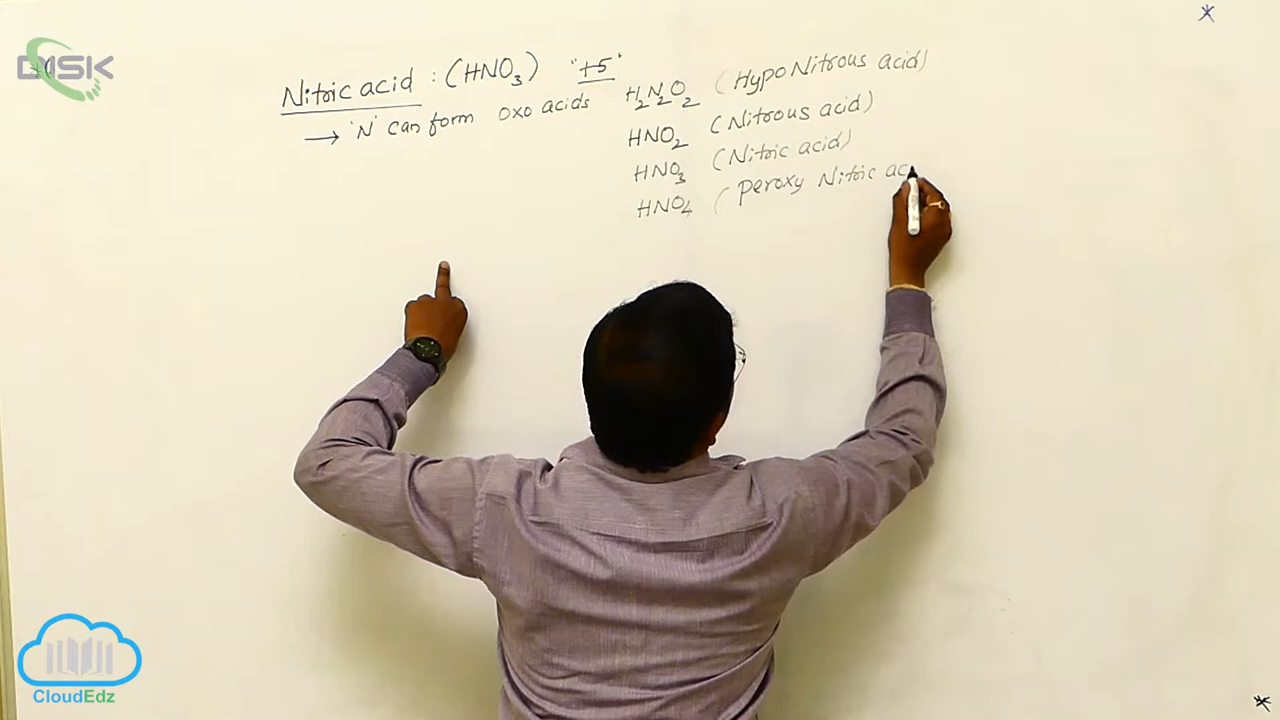 DISK
Nitric acid : (HNO3) "+5"
→ 'N' can form oxo acids H2N2O2 (Hypo Nitrous acid)
HNO2 (Nitrous acid)
HNO3 (Nitric acid)
HNO4 (peroxy Nitric ac
CloudEdz